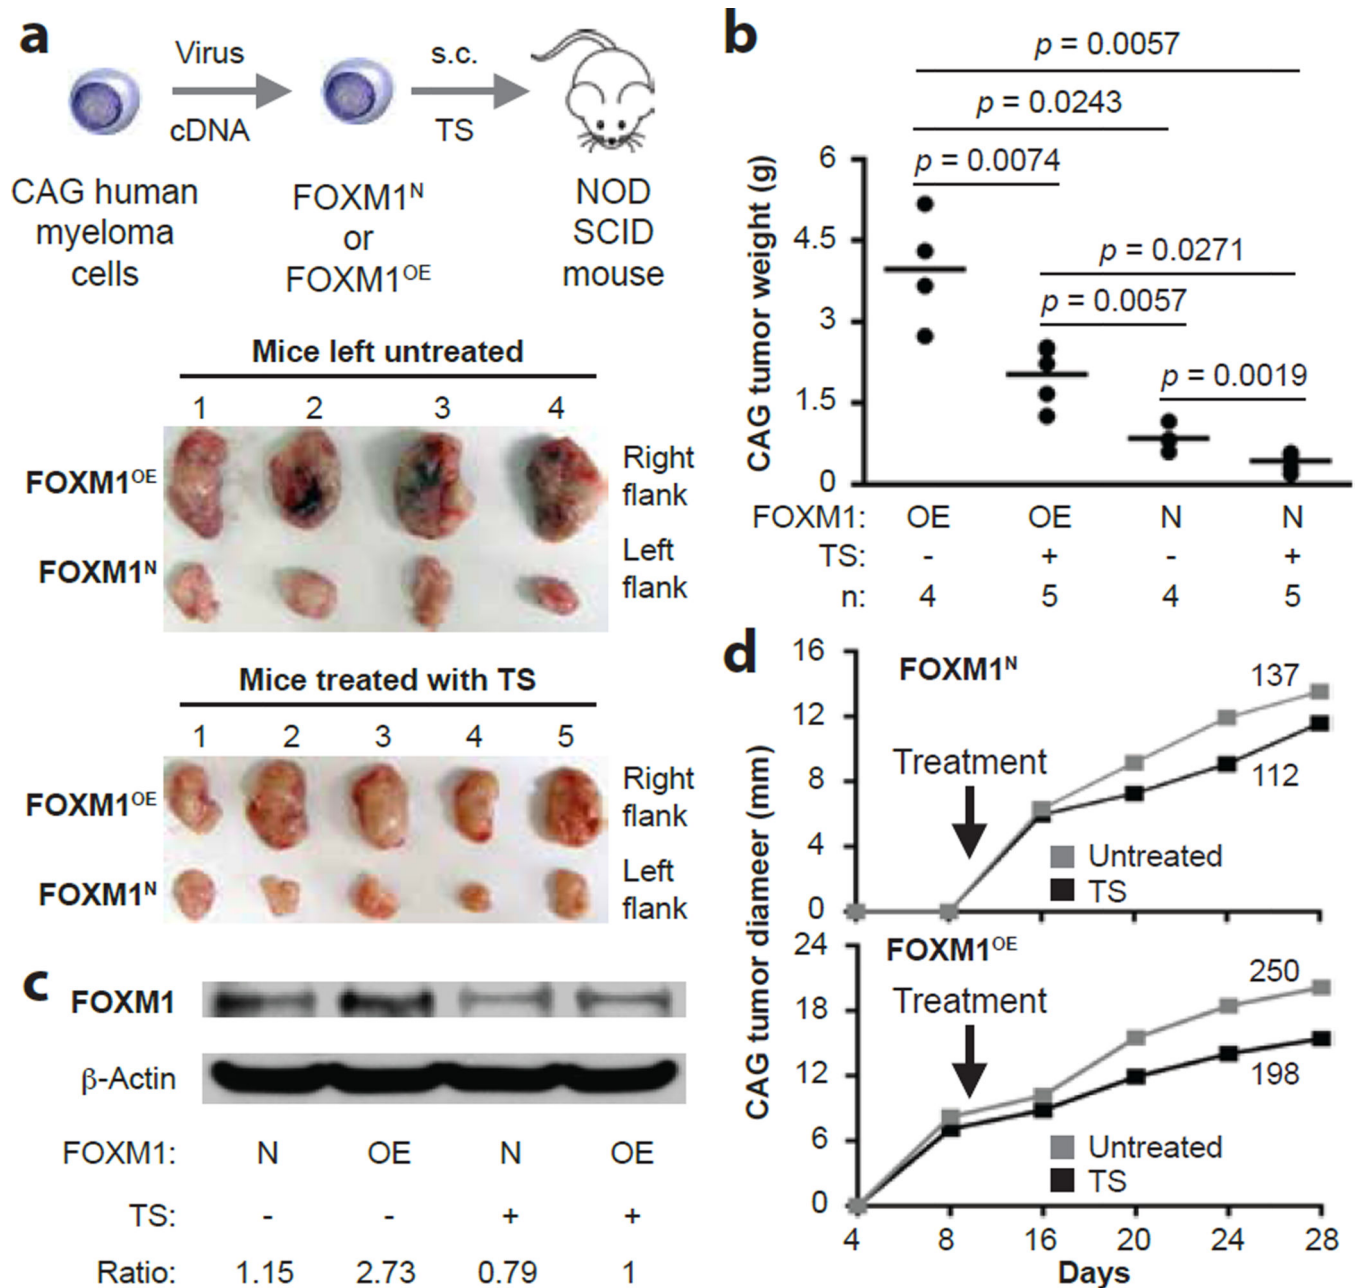 a
Virus
cDNA
s.c.
TS
CAG human
myeloma
cells
FOXM1ᴺ
or
FOXM1ᴼᴱ
NOD
SCID
mouse
Mice left untreated
1 2 3 4
FOXM1ᴼᴱ
Right
flank
FOXM1ᴺ
Left
flank
Mice treated with TS
1 2 3 4 5
FOXM1ᴼᴱ
Right
flank
FOXM1ᴺ
Left
flank
b
p = 0.0057
p = 0.0243
p = 0.0074
p = 0.0271
p = 0.0057
p = 0.0019
CAG tumor weight (g)
6
4.5
3
1.5
0
FOXM1: OE OE N N
TS: - + - +
n: 4 5 4 5
c
FOXM1
β-Actin
FOXM1: N OE N OE
TS: - - + +
Ratio: 1.15 2.73 0.79 1
d
CAG tumor diameer (mm)
16
12
8
4
0
FOXM1ᴺ
Treatment
137
112
Untreated
TS
24
18
12
6
0
FOXM1ᴼᴱ
Treatment
250
198
Untreated
TS
4 8 16 20 24 28
Days